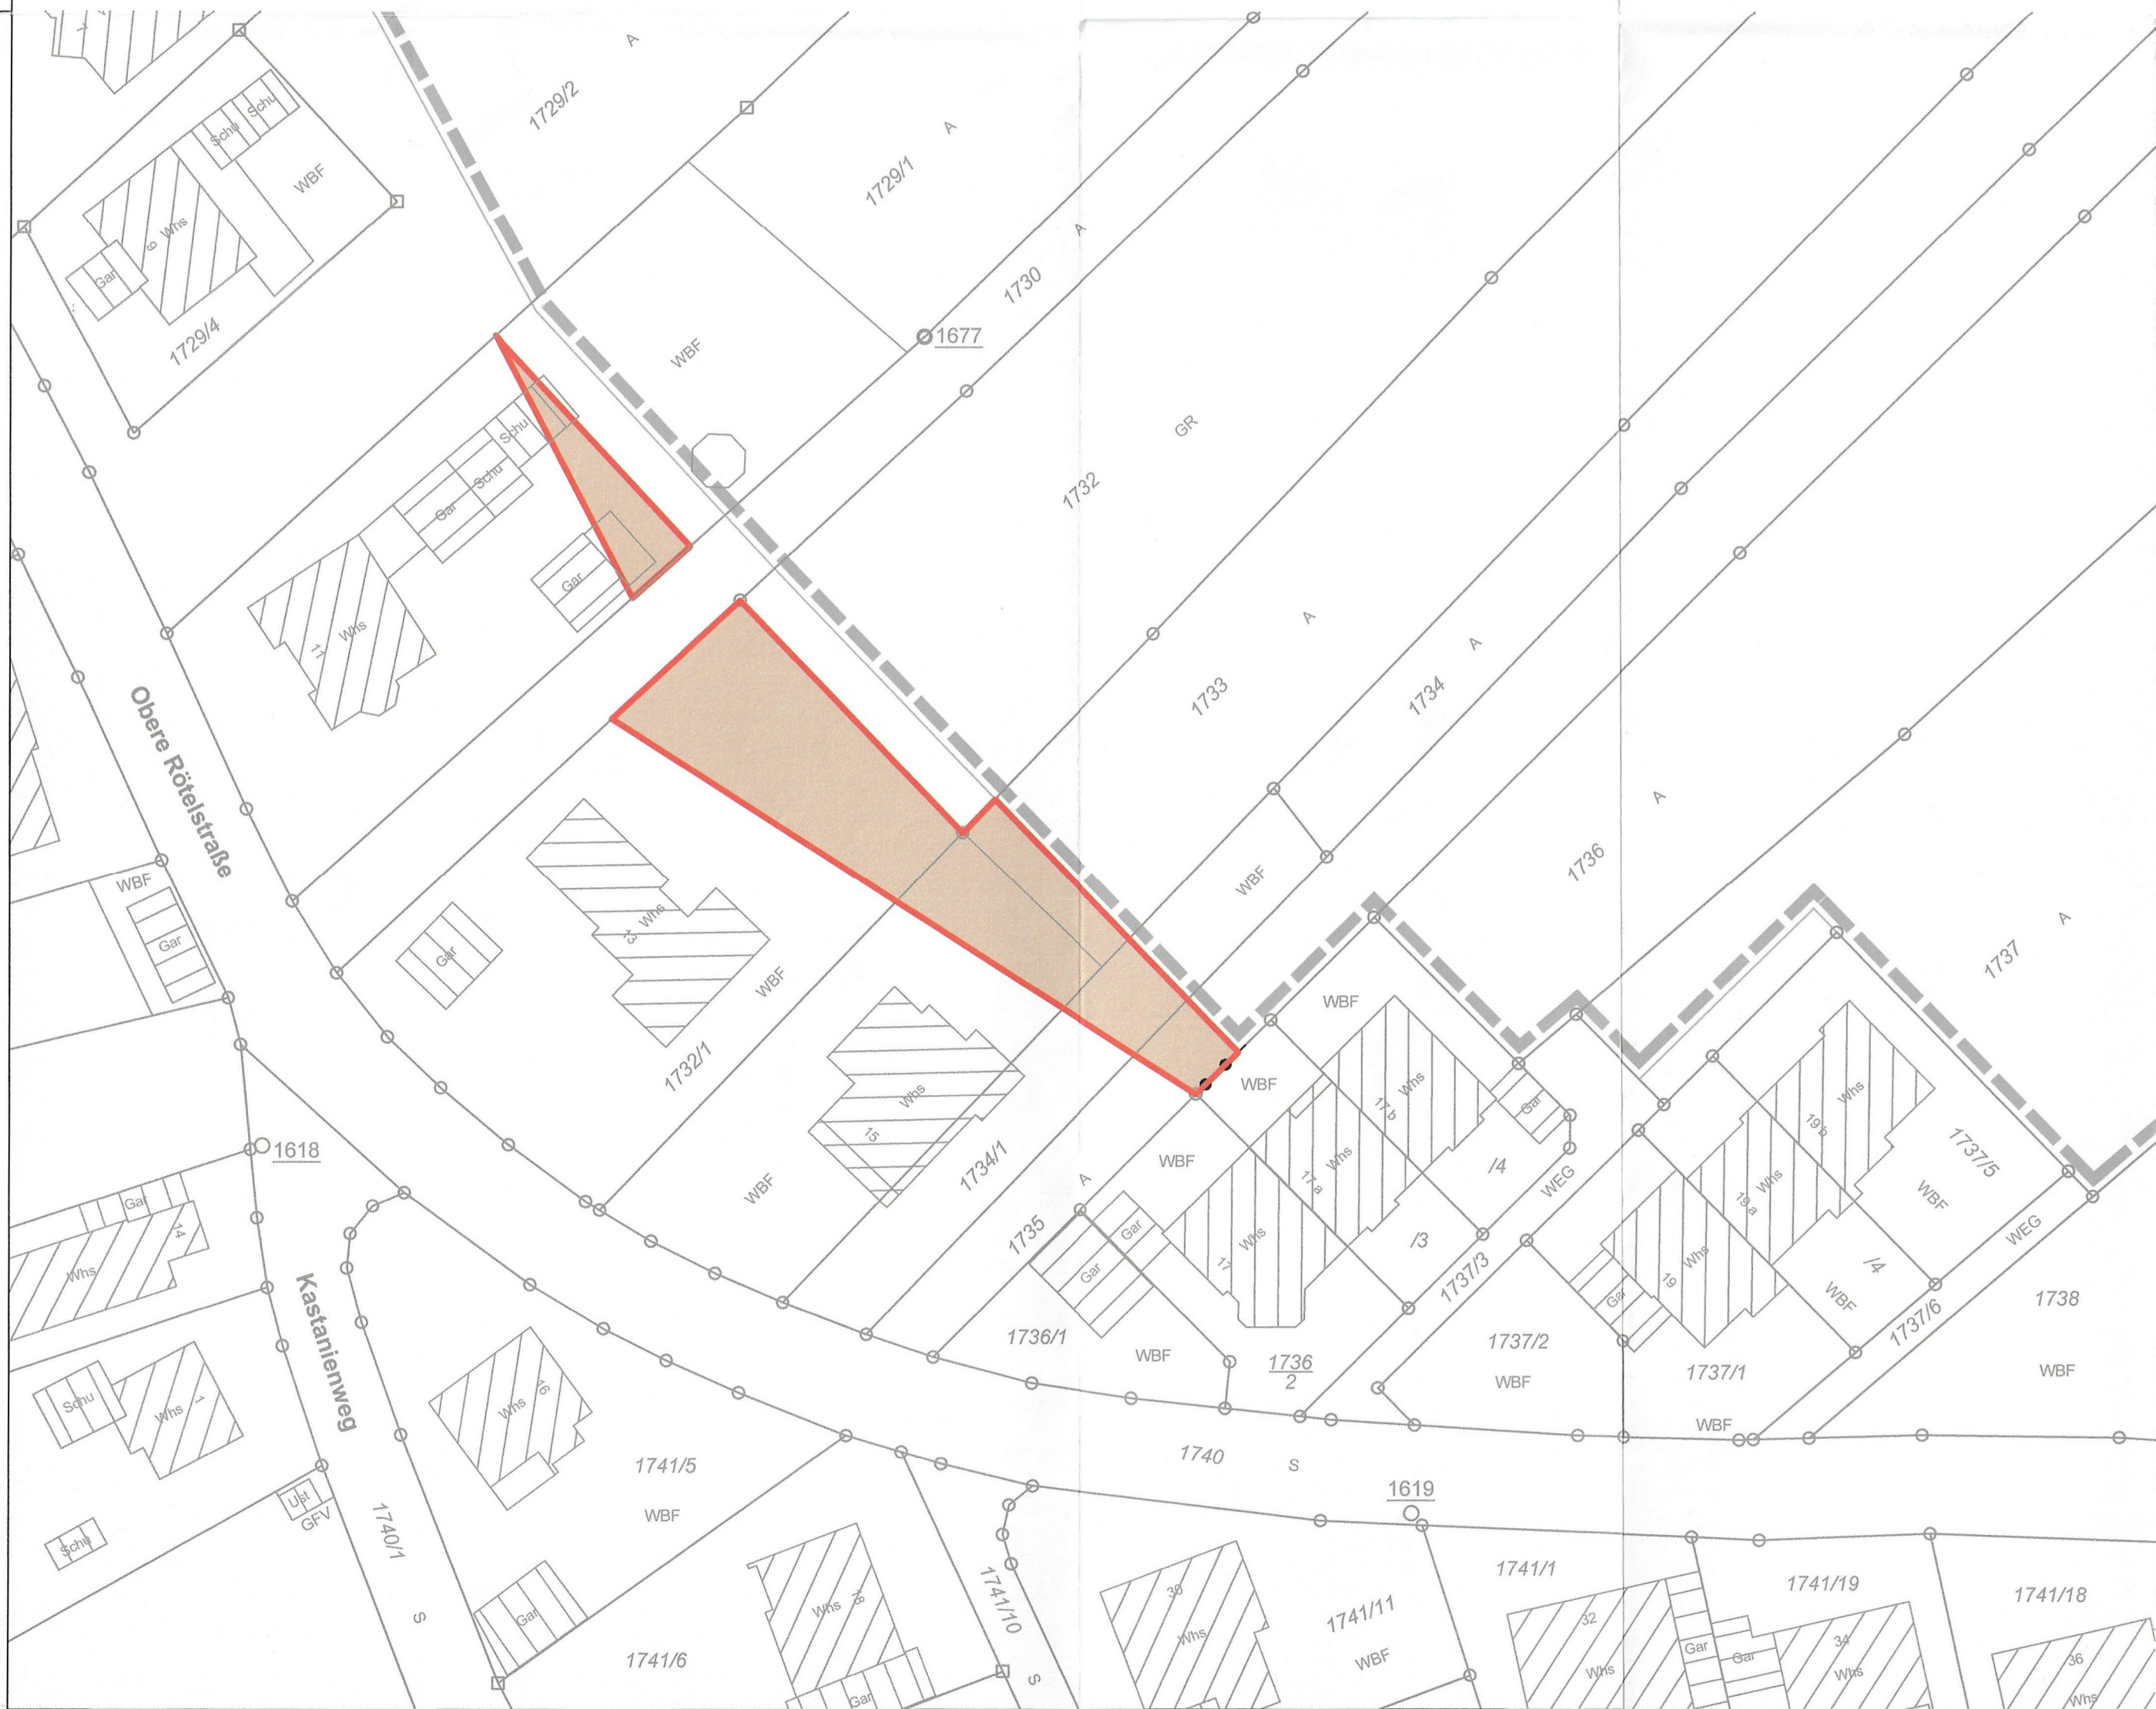 A
1729/2
A
1729/1
Schu
Schu
WBF
Whs
9
Gar
1729/4
A
1730
1677
WBF
GR
1732
Schu
Schu
Gar
Gar
Whs
11
A
1733
A
1734
A
1736
A
1737
Obere Rötelstraße
WBF
Gar
WBF
Whs
13
Gar
WBF
1732/1
Whs
15
WBF
1734/1
WBF
WBF
WBF
A
1735
Whs
17 b
Whs
17 a
Whs
17
Gar
Gar
Gar
/4
WEG
/3
1737/3
Whs
19 b
Whs
19 a
Whs
19
Gar
1737/5
WBF
WEG
/4
WBF
1737/6
1738
WBF
1618
Gar
14
Whs
Kastanienweg
1736/1
WBF
1736
2
1737/2
WBF
1737/1
WBF
Schu
Whs
1
Whs
16
1741/5
WBF
1740
S
1619
Ust
GFV
Schu
1740/1
S
Gar
1741/6
Whs
18
Gar
1741/10
S
30
Whs
1741/11
WBF
1741/1
32
Whs
Gar
Gar
1741/19
34
Whs
1741/18
36
Whs